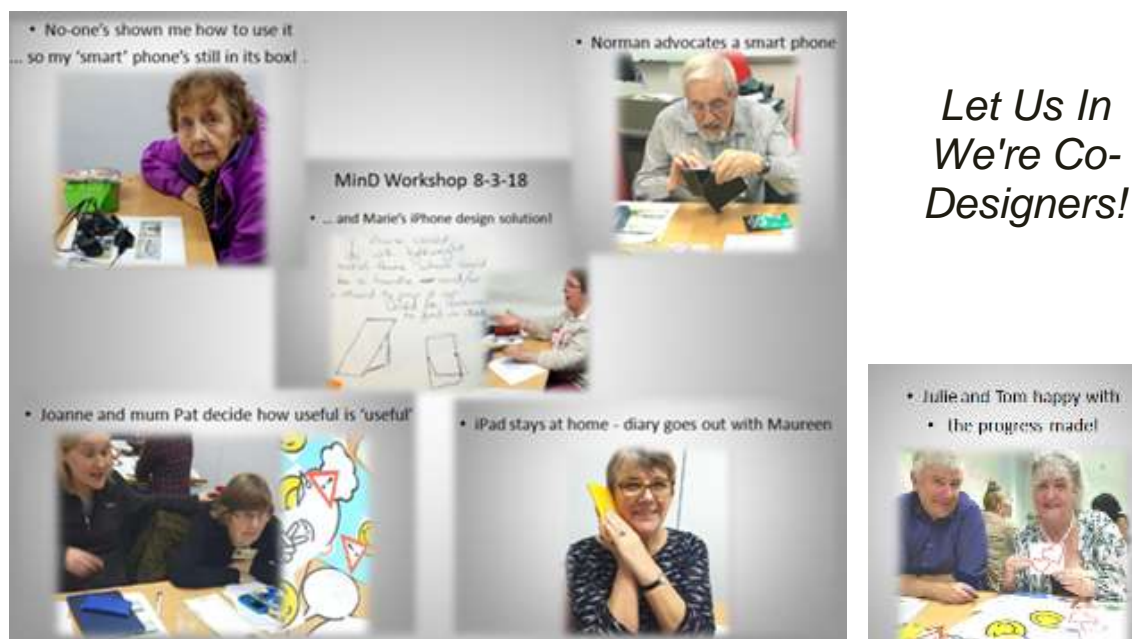 • No-one's shown me how to use it
... so my 'smart' phone's still in its box! .
• Norman advocates a smart phone
MinD Workshop 8-3-18
• ... and Marie's iPhone design solution!
• Joanne and mum Pat decide how useful is 'useful'
• iPad stays at home - diary goes out with Maureen
Let Us In
We're Co-
Designers!
• Julie and Tom happy with
• the progress made!